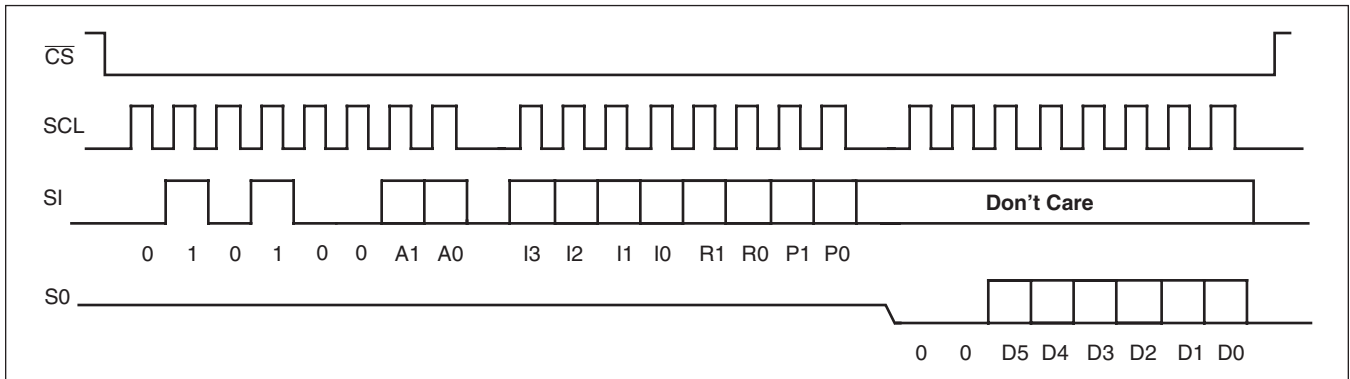 CS
SCL
SI
Don't Care
0 1 0 1 0 0 A1 A0 I3 I2 I1 I0 R1 R0 P1 P0
S0
0 0 D5 D4 D3 D2 D1 D0